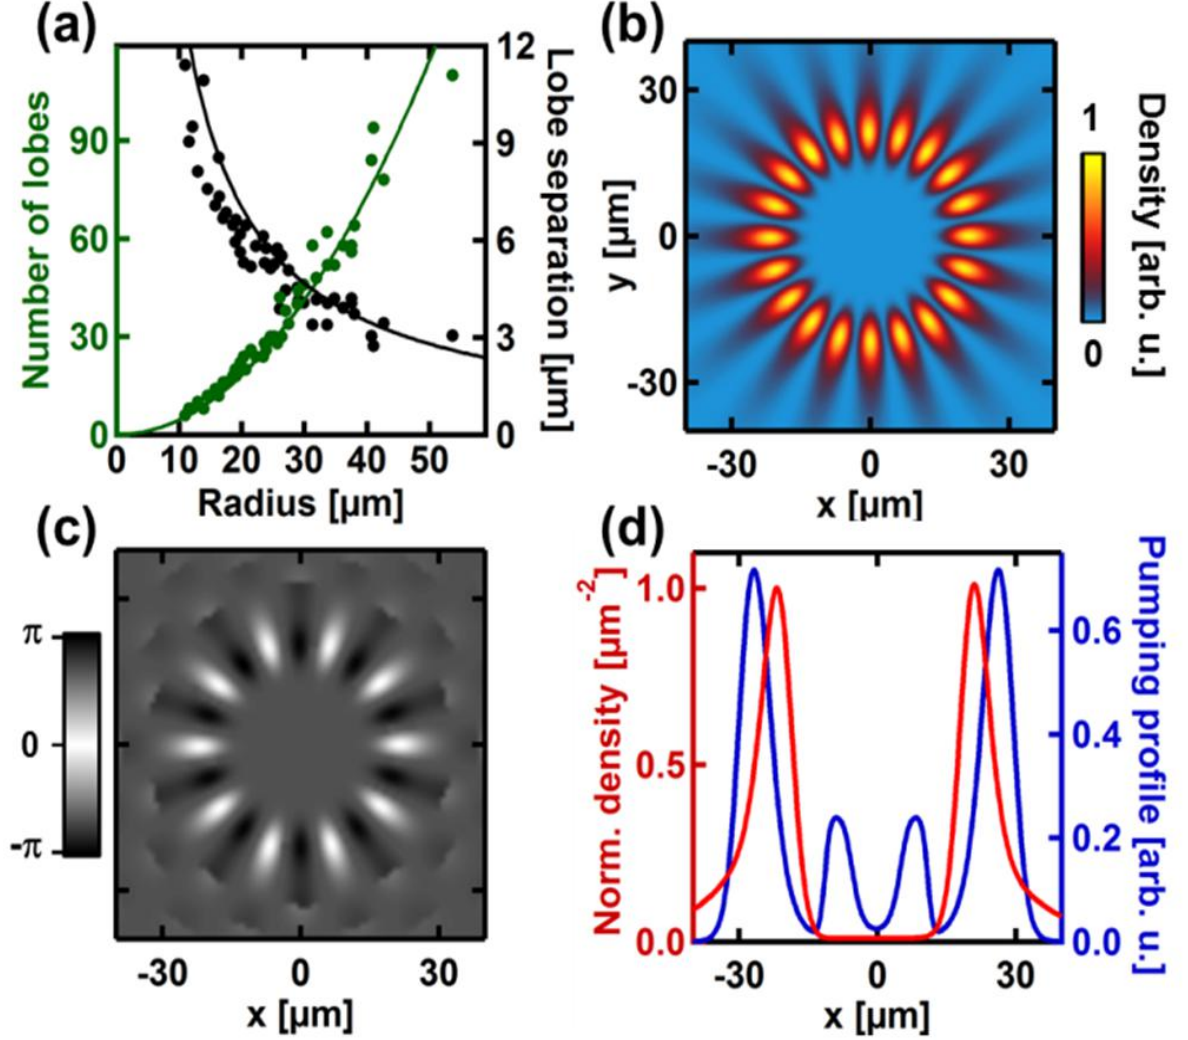 (a)
Number of lobes
90
60
30
0
12
9
6
3
0
Lobe separation [µm]
0 10 20 30 40 50
Radius [µm]
(b)
y [µm]
30
0
-30
-30 0 30
x [µm]
1
0
Density [arb. u.]
(c)
π
0
-π
-30 0 30
x [µm]
(d)
Norm. density [µm⁻²]
1.0
0.5
0.0
0.6
0.4
0.2
0.0
Pumping profile [arb. u.]
-30 0 30
x [µm]